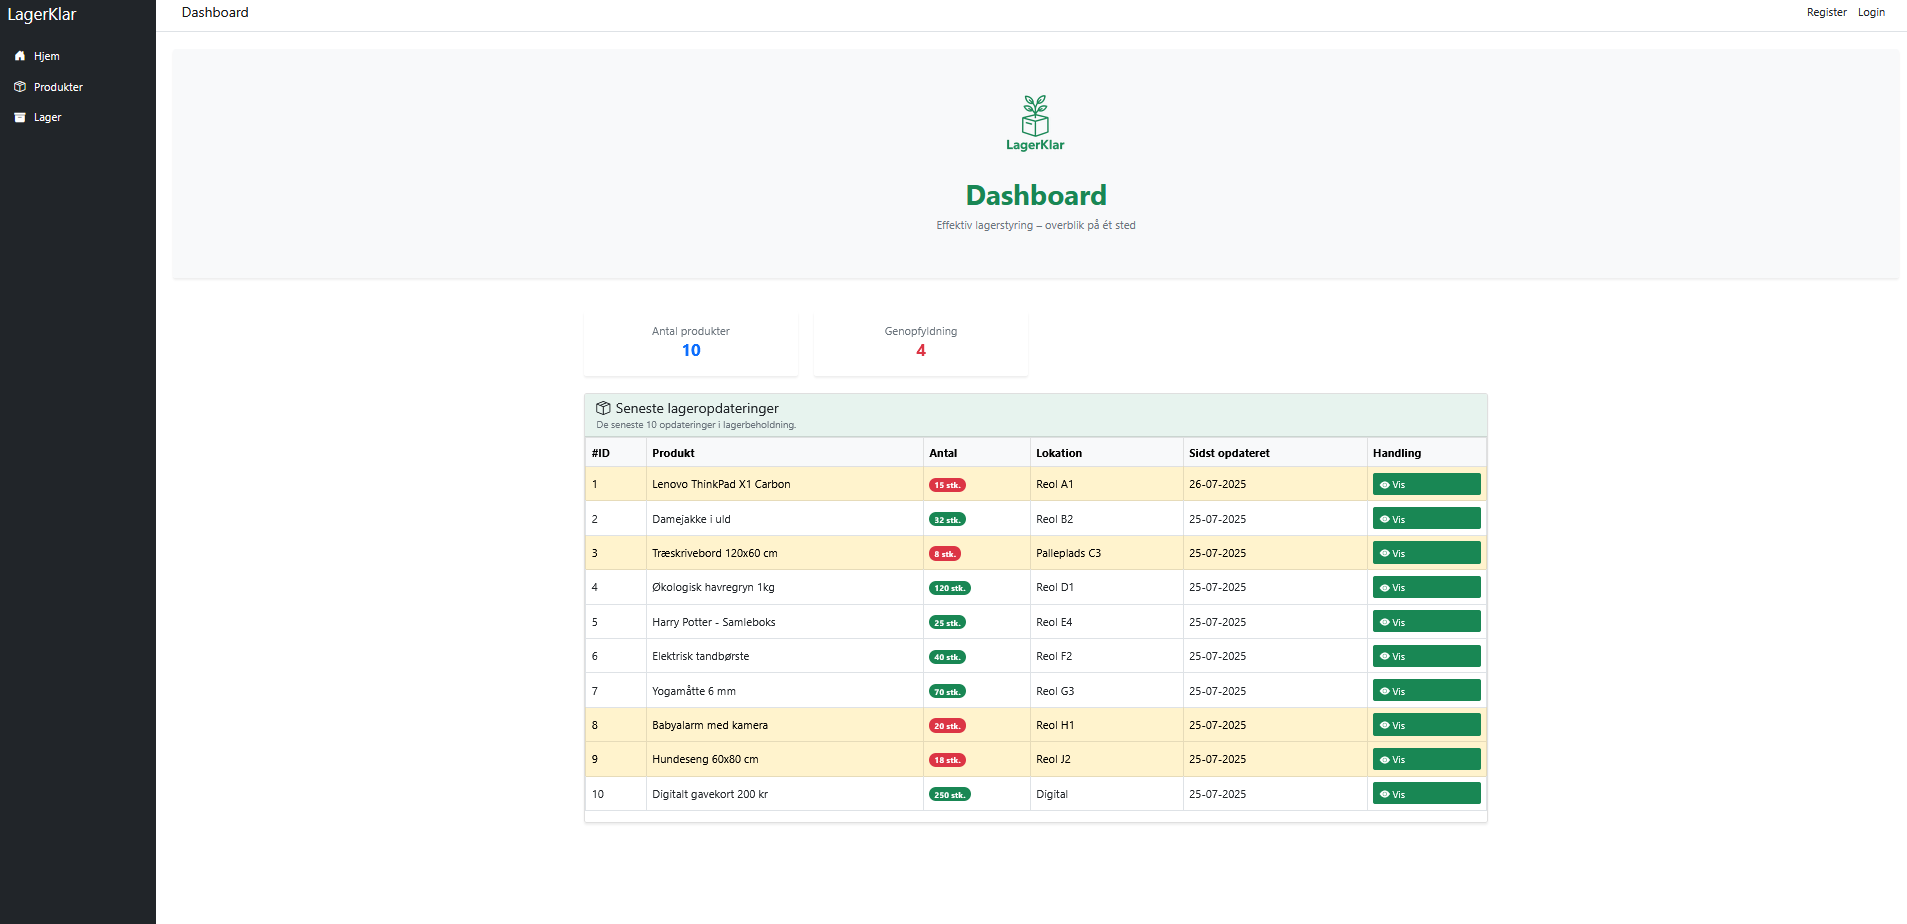 LagerKlar
Hjem
Produkter
Lager
Dashboard
Register Login
LagerKlar
Dashboard
Effektiv lagerstyring – overblik på ét sted
Antal produkter
10
Genopfyldning
4
Seneste lageropdateringer
De seneste 10 opdateringer i lagerbeholdning.
#ID Produkt Antal Lokation Sidst opdateret Handling
1 Lenovo ThinkPad X1 Carbon 15 stk. Reol A1 26-07-2025 Vis
2 Damejakke i uld 32 stk. Reol B2 25-07-2025 Vis
3 Træskrivebord 120x60 cm 8 stk. Palleplads C3 25-07-2025 Vis
4 Økologisk havregryn 1kg 120 stk. Reol D1 25-07-2025 Vis
5 Harry Potter - Samleboks 25 stk. Reol E4 25-07-2025 Vis
6 Elektrisk tandbørste 40 stk. Reol F2 25-07-2025 Vis
7 Yogamåtte 6 mm 70 stk. Reol G3 25-07-2025 Vis
8 Babyalarm med kamera 20 stk. Reol H1 25-07-2025 Vis
9 Hundeseng 60x80 cm 18 stk. Reol J2 25-07-2025 Vis
10 Digitalt gavekort 200 kr 250 stk. Digital 25-07-2025 Vis